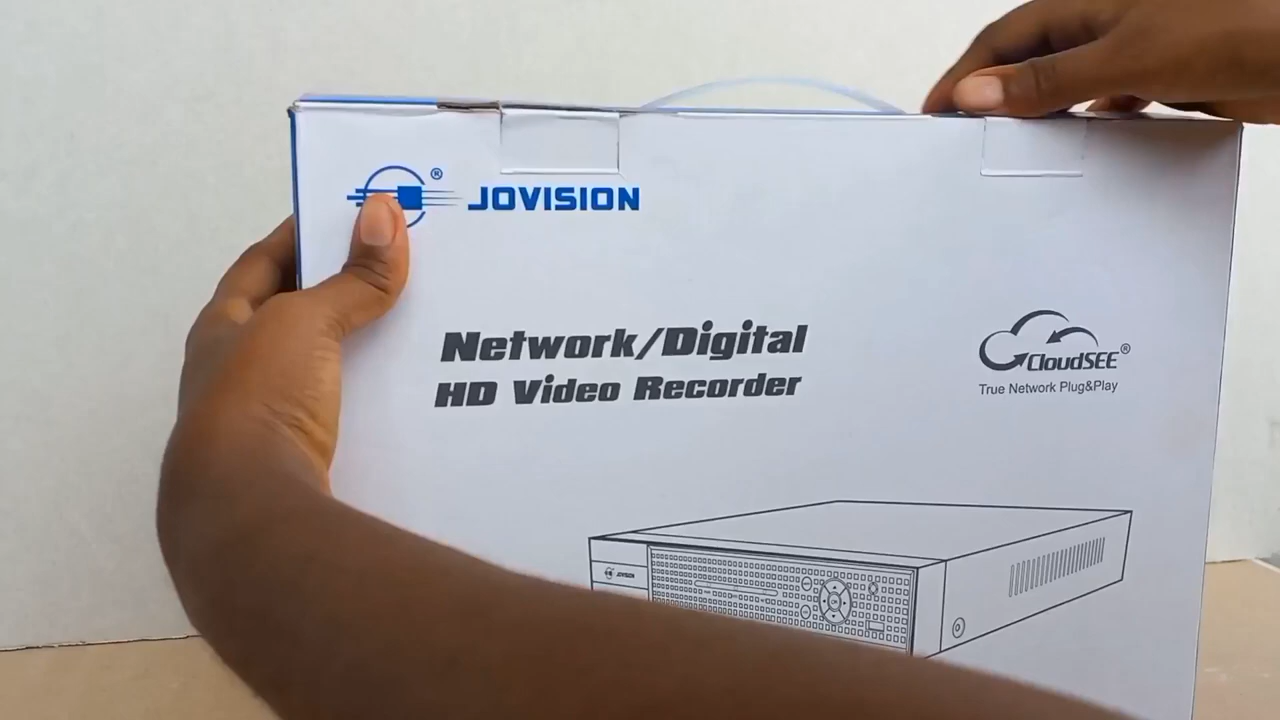 ® JOVISION
Network/Digital
HD Video Recorder
CloudSEE®
True Network Plug&Play
JOVISION